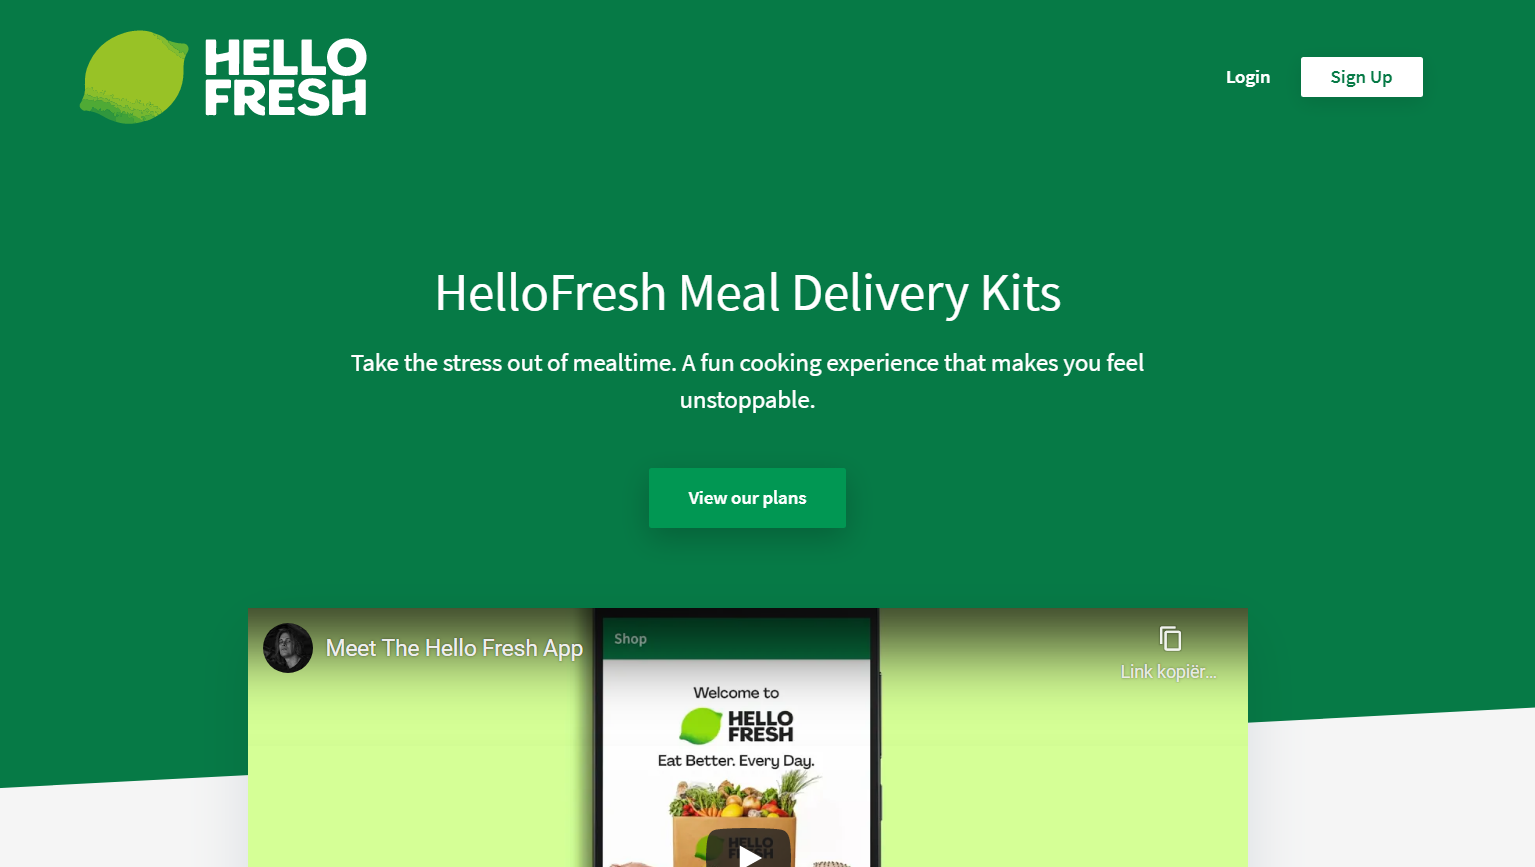 HELLO
FRESH
Login
Sign Up
HelloFresh Meal Delivery Kits
Take the stress out of mealtime. A fun cooking experience that makes you feel
unstoppable.
View our plans
Meet The Hello Fresh App
Link kopiër...
Shop
Welcome to
HELLO
FRESH
Eat Better. Every Day.
HELLO
FRESH